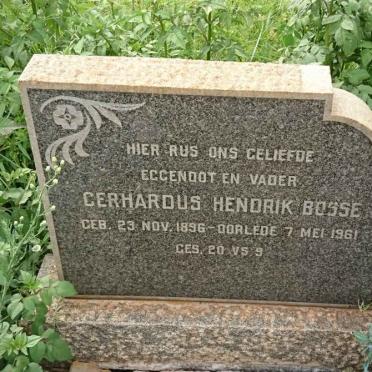 HIER RUS ONS GELIEFDE
EGGENOOT EN VADER
GERHARDUS HENDRIK BOSSE
GEB. 23 NOV. 1896 - OORLEDE 7 MEI 1961
GES. 20 VS 9